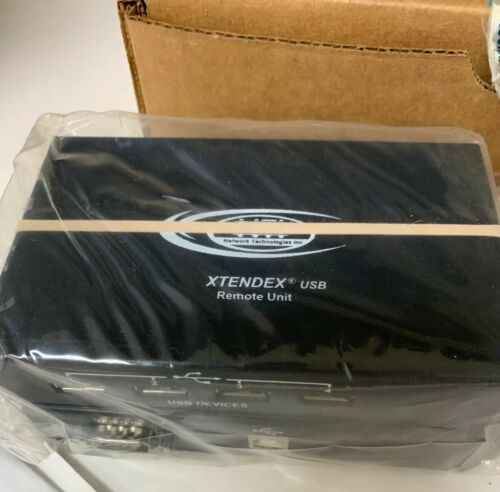 Network Technologies Inc
XTENDEX® USB
Remote Unit
USB DEVICES